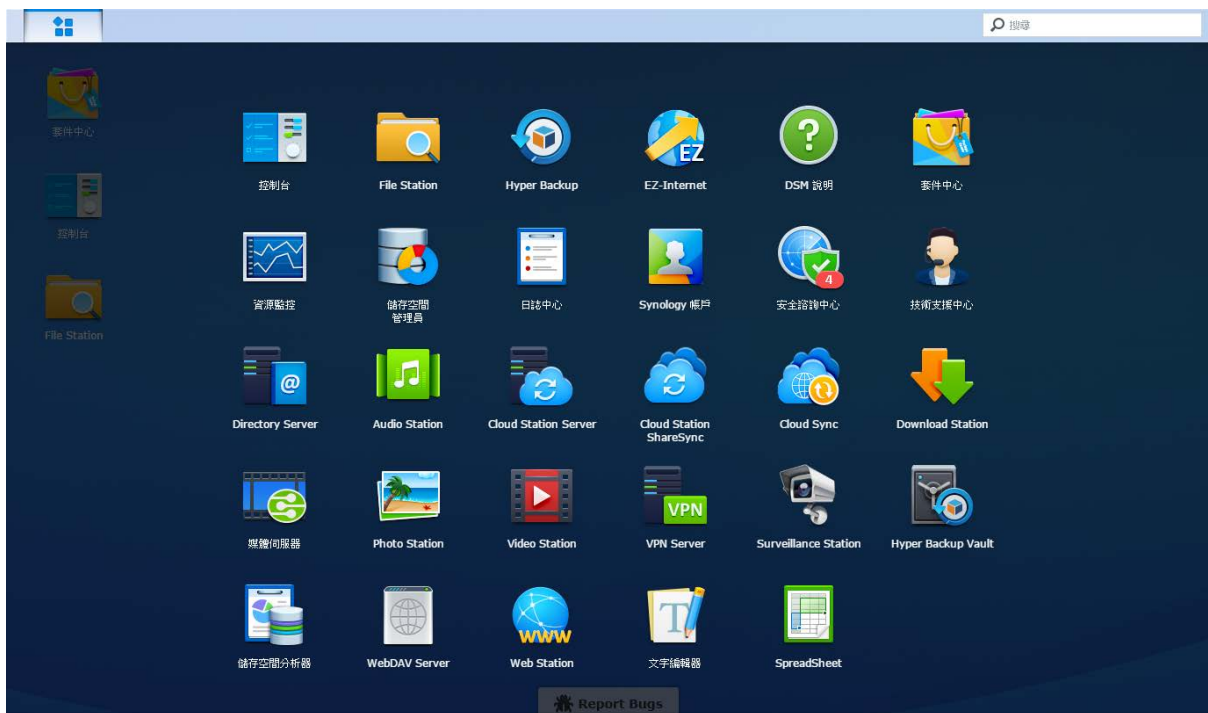 搜尋
套件中心
控制台
File Station
控制台
File Station
Hyper Backup
EZ
EZ-Internet
?
DSM 說明
套件中心
資源監控
儲存空間
管理員
日誌中心
Synology 帳戶
4
安全諮詢中心
技術支援中心
@
Directory Server
Audio Station
Cloud Station Server
Cloud Station
ShareSync
Cloud Sync
Download Station
媒體伺服器
Photo Station
Video Station
VPN
VPN Server
Surveillance Station
Hyper Backup Vault
儲存空間分析器
WebDAV Server
WWW
Web Station
T
文字編輯器
SpreadSheet
Report Bugs